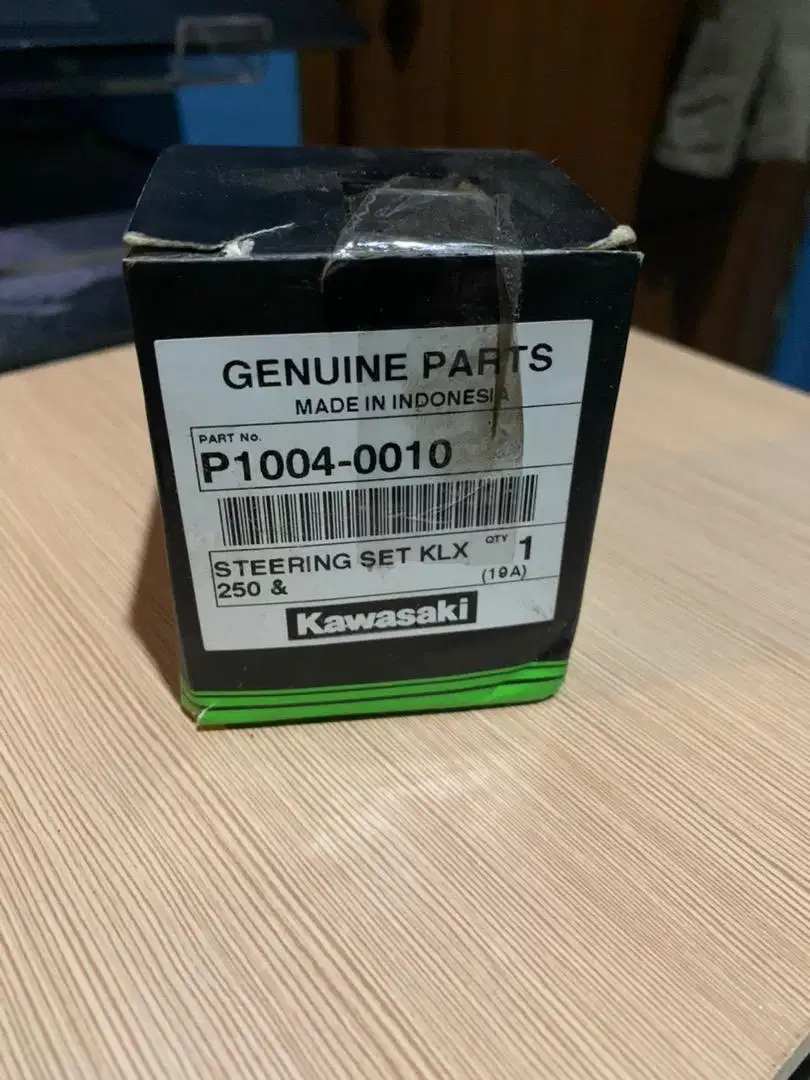 GENUINE PARTS
MADE IN INDONESIA
PART No.
P1004-0010
STEERING SET KLX QTY 1
250 & (19A)
Kawasaki